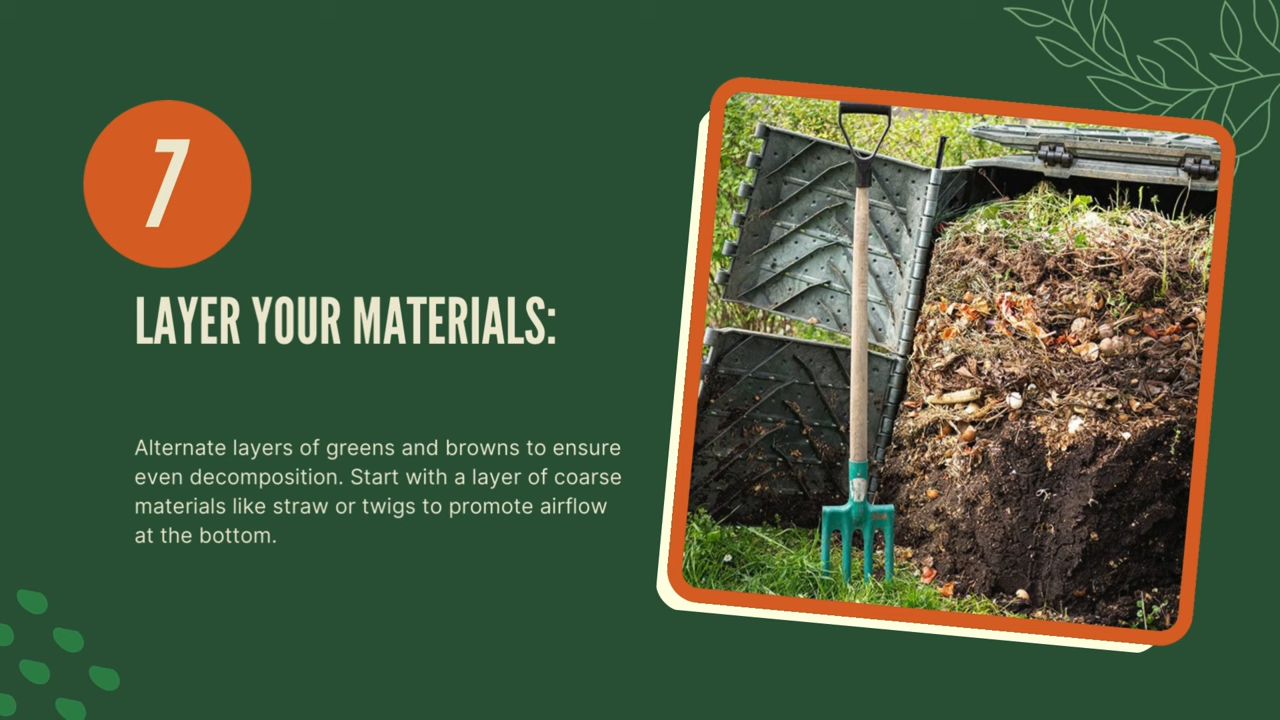 7
LAYER YOUR MATERIALS:
Alternate layers of greens and browns to ensure
even decomposition. Start with a layer of coarse
materials like straw or twigs to promote airflow
at the bottom.